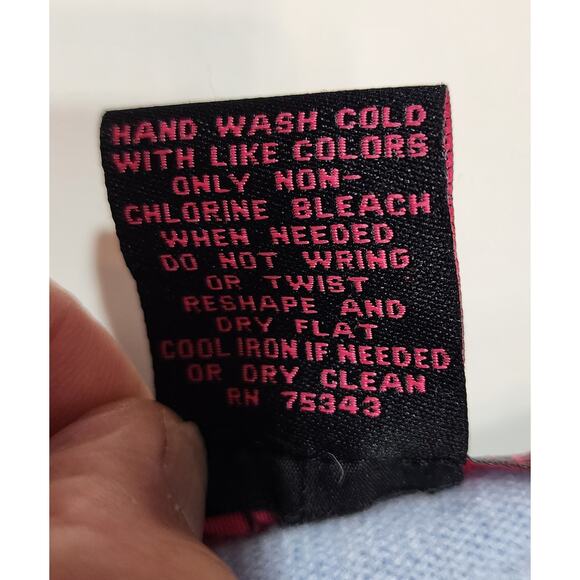 HAND WASH COLD
WITH LIKE COLORS
ONLY NON-
CHLORINE BLEACH
WHEN NEEDED
DO NOT WRING
OR TWIST
RESHAPE AND
DRY FLAT
COOL IRON IF NEEDED
OR DRY CLEAN
RN 75343